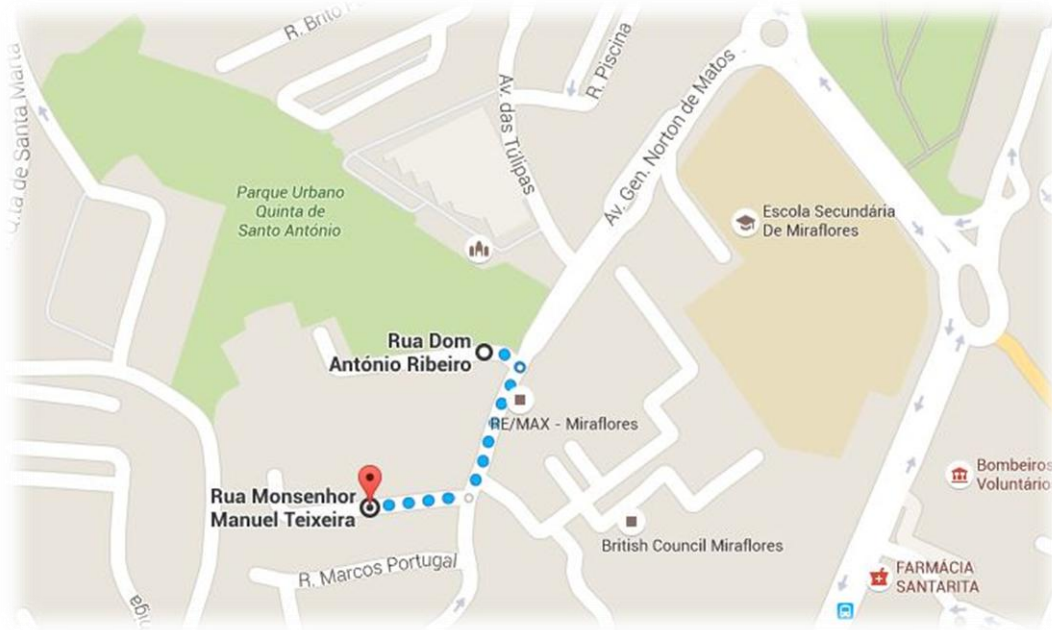 R. Brito P
R. Piscina
Av. das Túlipas
Av. Gen. Norton de Matos
ta de Santa Marta
Parque Urbano
Quinta de
Santo António
Escola Secundária
De Miraflores
Rua Dom
António Ribeiro
RE/MAX - Miraflores
Rua Monsenhor
Manuel Teixeira
British Council Miraflores
Bombeiros
Voluntário
R. Marcos Portugal
FARMÁCIA
SANTARITA
niga